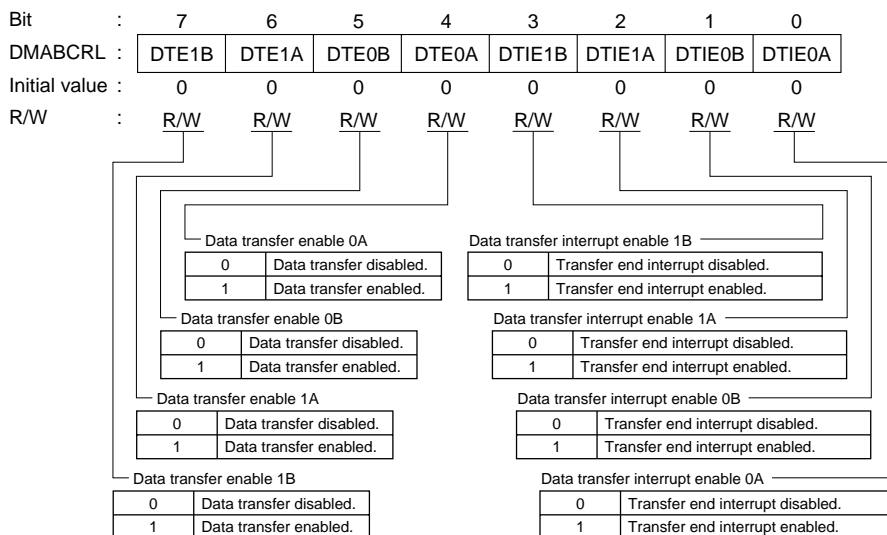 Bit : 7 6 5 4 3 2 1 0
DMABCRL : DTE1B DTE1A DTE0B DTE0A DTIE1B DTIE1A DTIE0B DTIE0A
Initial value : 0 0 0 0 0 0 0 0
R/W : R/W R/W R/W R/W R/W R/W R/W R/W
Data transfer enable 0A
0 Data transfer disabled.
1 Data transfer enabled.
Data transfer interrupt enable 1B
0 Transfer end interrupt disabled.
1 Transfer end interrupt enabled.
Data transfer enable 0B
0 Data transfer disabled.
1 Data transfer enabled.
Data transfer interrupt enable 1A
0 Transfer end interrupt disabled.
1 Transfer end interrupt enabled.
Data transfer enable 1A
0 Data transfer disabled.
1 Data transfer enabled.
Data transfer interrupt enable 0B
0 Transfer end interrupt disabled.
1 Transfer end interrupt enabled.
Data transfer enable 1B
0 Data transfer disabled.
1 Data transfer enabled.
Data transfer interrupt enable 0A
0 Transfer end interrupt disabled.
1 Transfer end interrupt enabled.